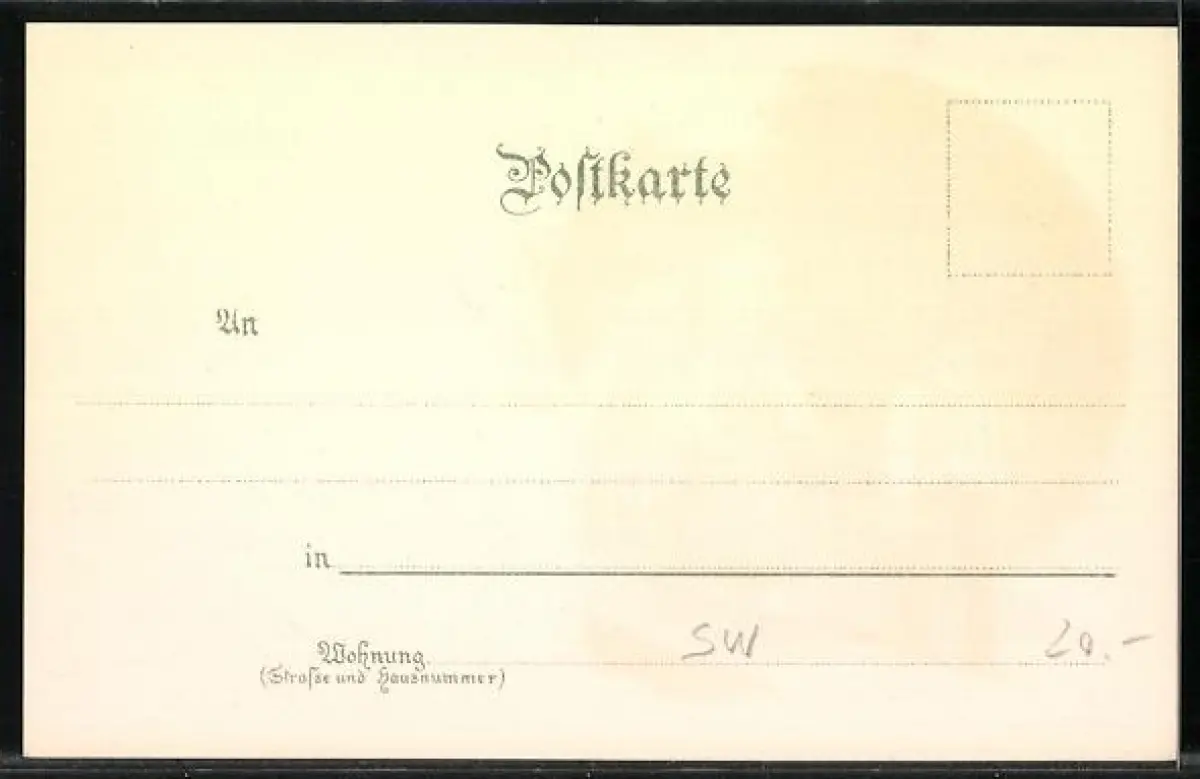 Poſtkarte
An
in
Wohnung
(Straſse und Hausnummer)
SW 20.-